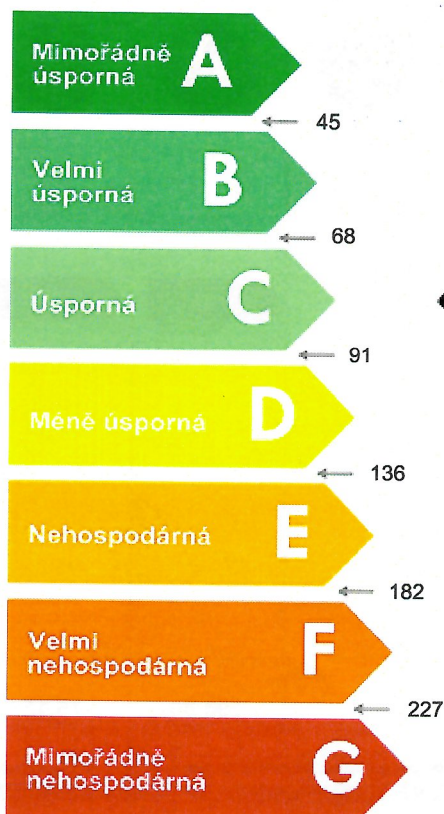 Mimořádně
úsporná
A
45
Velmi
úsporná
B
68
Úsporná
C
91
Méně úsporná
D
136
Nehospodárná
E
182
Velmi
nehospodárná
F
227
Mimořádně
nehospodárná
G